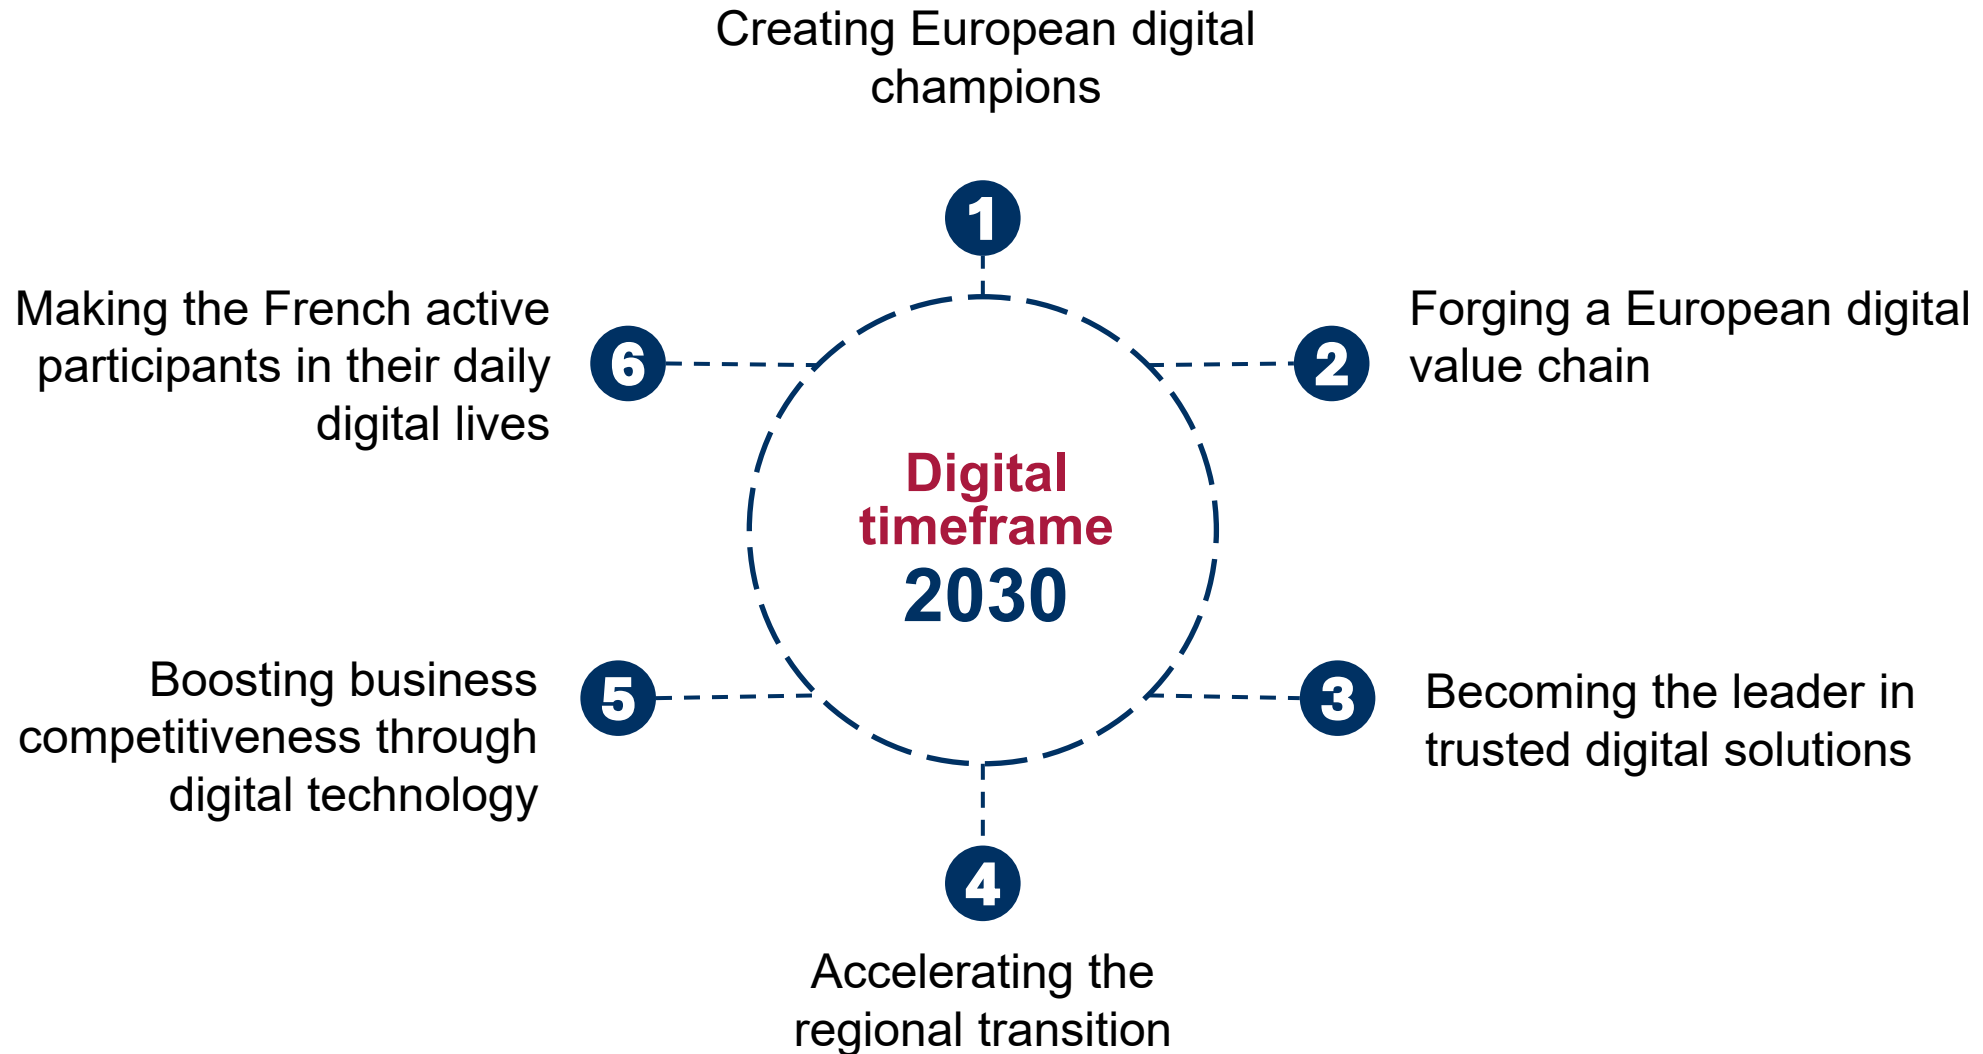 Creating European digital
champions
1
Making the French active
participants in their daily
digital lives
6
2
Forging a European digital
value chain
Digital
timeframe
2030
Boosting business
competitiveness through
digital technology
5
3
Becoming the leader in
trusted digital solutions
4
Accelerating the
regional transition